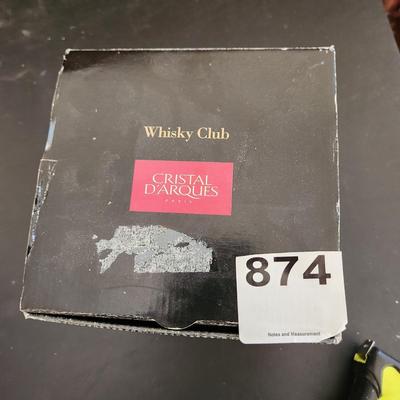 Whisky Club
CRISTAL
D'ARQUES
PARIS
874
Notes and Measurement